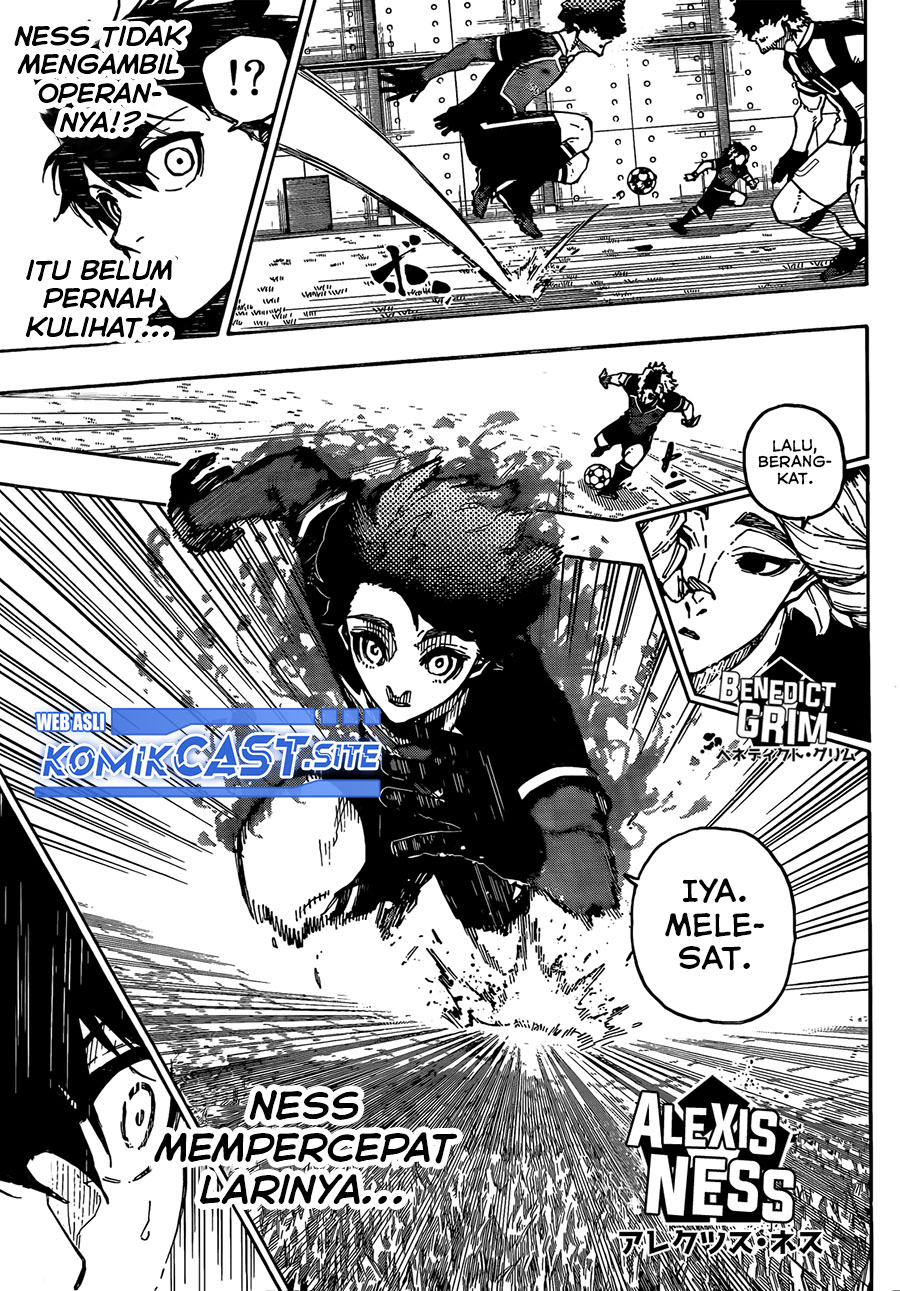 NESS TIDAK
MENGAMBIL
OPERAN-
NYA!?
!?
ITU BELUM
PERNAH
KULIHAT...
LALU,
BERANG-
KAT.
BENEDICT
GRIM
ベネディクト・グリム
WEB ASLI
KOMIKCAST.SITE
IYA.
MELE-
SAT.
NESS
MEMPERCEPAT
LARINYA...
ALEXIS
NESS
アレクシス・ネス